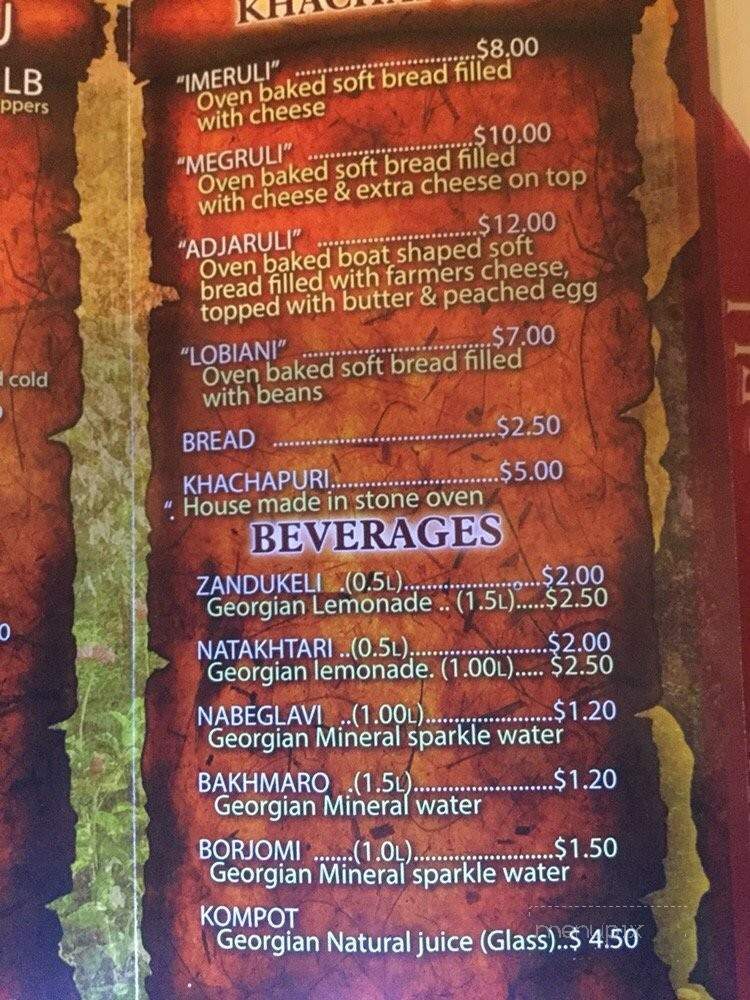 KHACHA
"IMERULI" ..............................$8.00
Oven baked soft bread filled
with cheese
"MEGRULI" ...........................$10.00
Oven baked soft bread filled
with cheese & extra cheese on top
"ADJARULI" ..........................$12.00
Oven baked boat shaped soft
bread filled with farmers cheese,
topped with butter & peached egg
"LOBIANI" ..............................$7.00
Oven baked soft bread filled
with beans
BREAD ....................................$2.50
KHACHAPURI...........................$5.00
". House made in stone oven
BEVERAGES
ZANDUKELI .(0.5L)......................$2.00
Georgian Lemonade .. (1.5L).....$2.50
NATAKHTARI ..(0.5L)......................$2.00
Georgian lemonade. (1.00L)..... $2.50
NABEGLAVI ..(1.00L)....................$1.20
Georgian Mineral sparkle water
BAKHMARO .(1.5L)......................$1.20
Georgian Mineral water
BORJOMI .......(1.0L)......................$1.50
Georgian Mineral sparkle water
KOMPOT
Georgian Natural juice (Glass)..$ 4.50
LB
ppers
cold
0
menupix